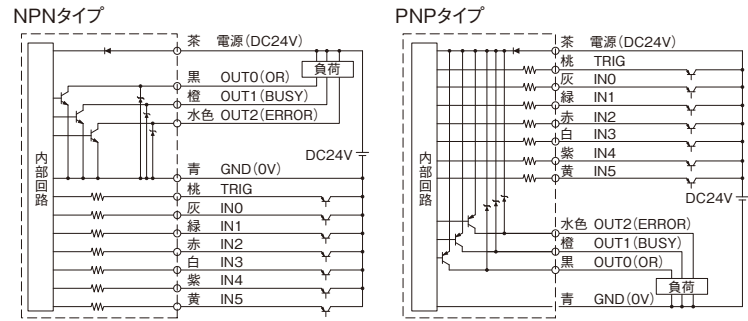 NPNタイプ
茶 電源(DC24V)
負荷
黒 OUT0(OR)
橙 OUT1(BUSY)
水色 OUT2(ERROR)
DC24V
内部回路
青 GND(0V)
桃 TRIG
灰 IN0
緑 IN1
赤 IN2
白 IN3
紫 IN4
黄 IN5
PNPタイプ
茶 電源(DC24V)
桃 TRIG
灰 IN0
緑 IN1
赤 IN2
白 IN3
紫 IN4
黄 IN5
内部回路
DC24V
水色 OUT2(ERROR)
橙 OUT1(BUSY)
黒 OUT0(OR)
負荷
青 GND(0V)